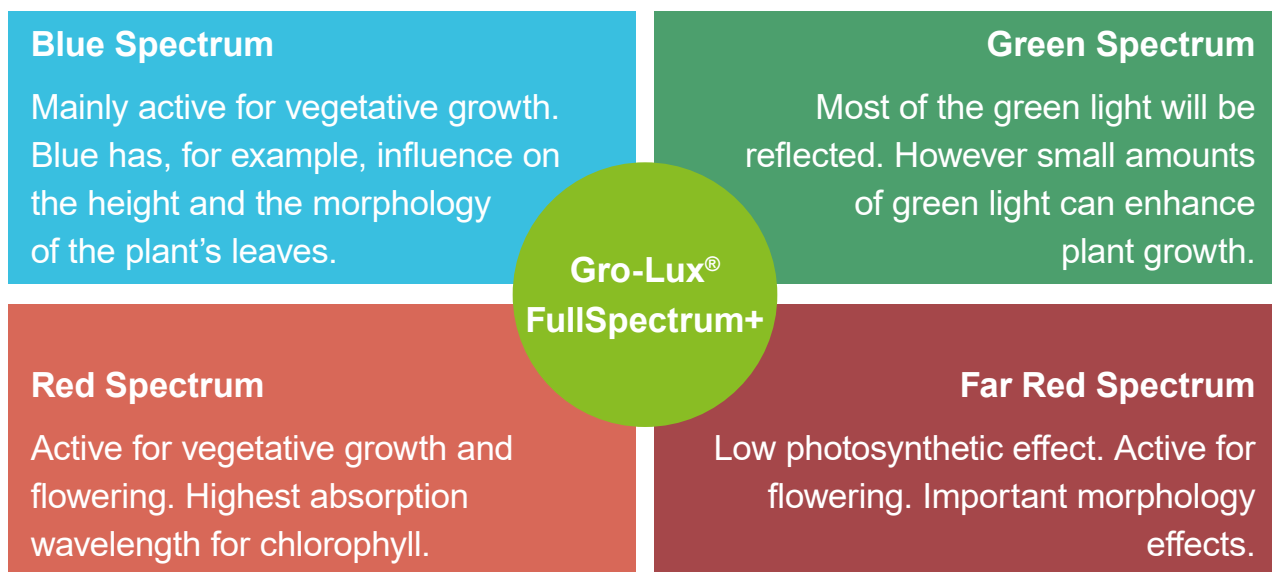 Blue Spectrum
Mainly active for vegetative growth.
Blue has, for example, influence on
the height and the morphology
of the plant’s leaves.
Green Spectrum
Most of the green light will be
reflected. However small amounts
of green light can enhance
plant growth.
Gro-Lux®
FullSpectrum+
Red Spectrum
Active for vegetative growth and
flowering. Highest absorption
wavelength for chlorophyll.
Far Red Spectrum
Low photosynthetic effect. Active for
flowering. Important morphology
effects.